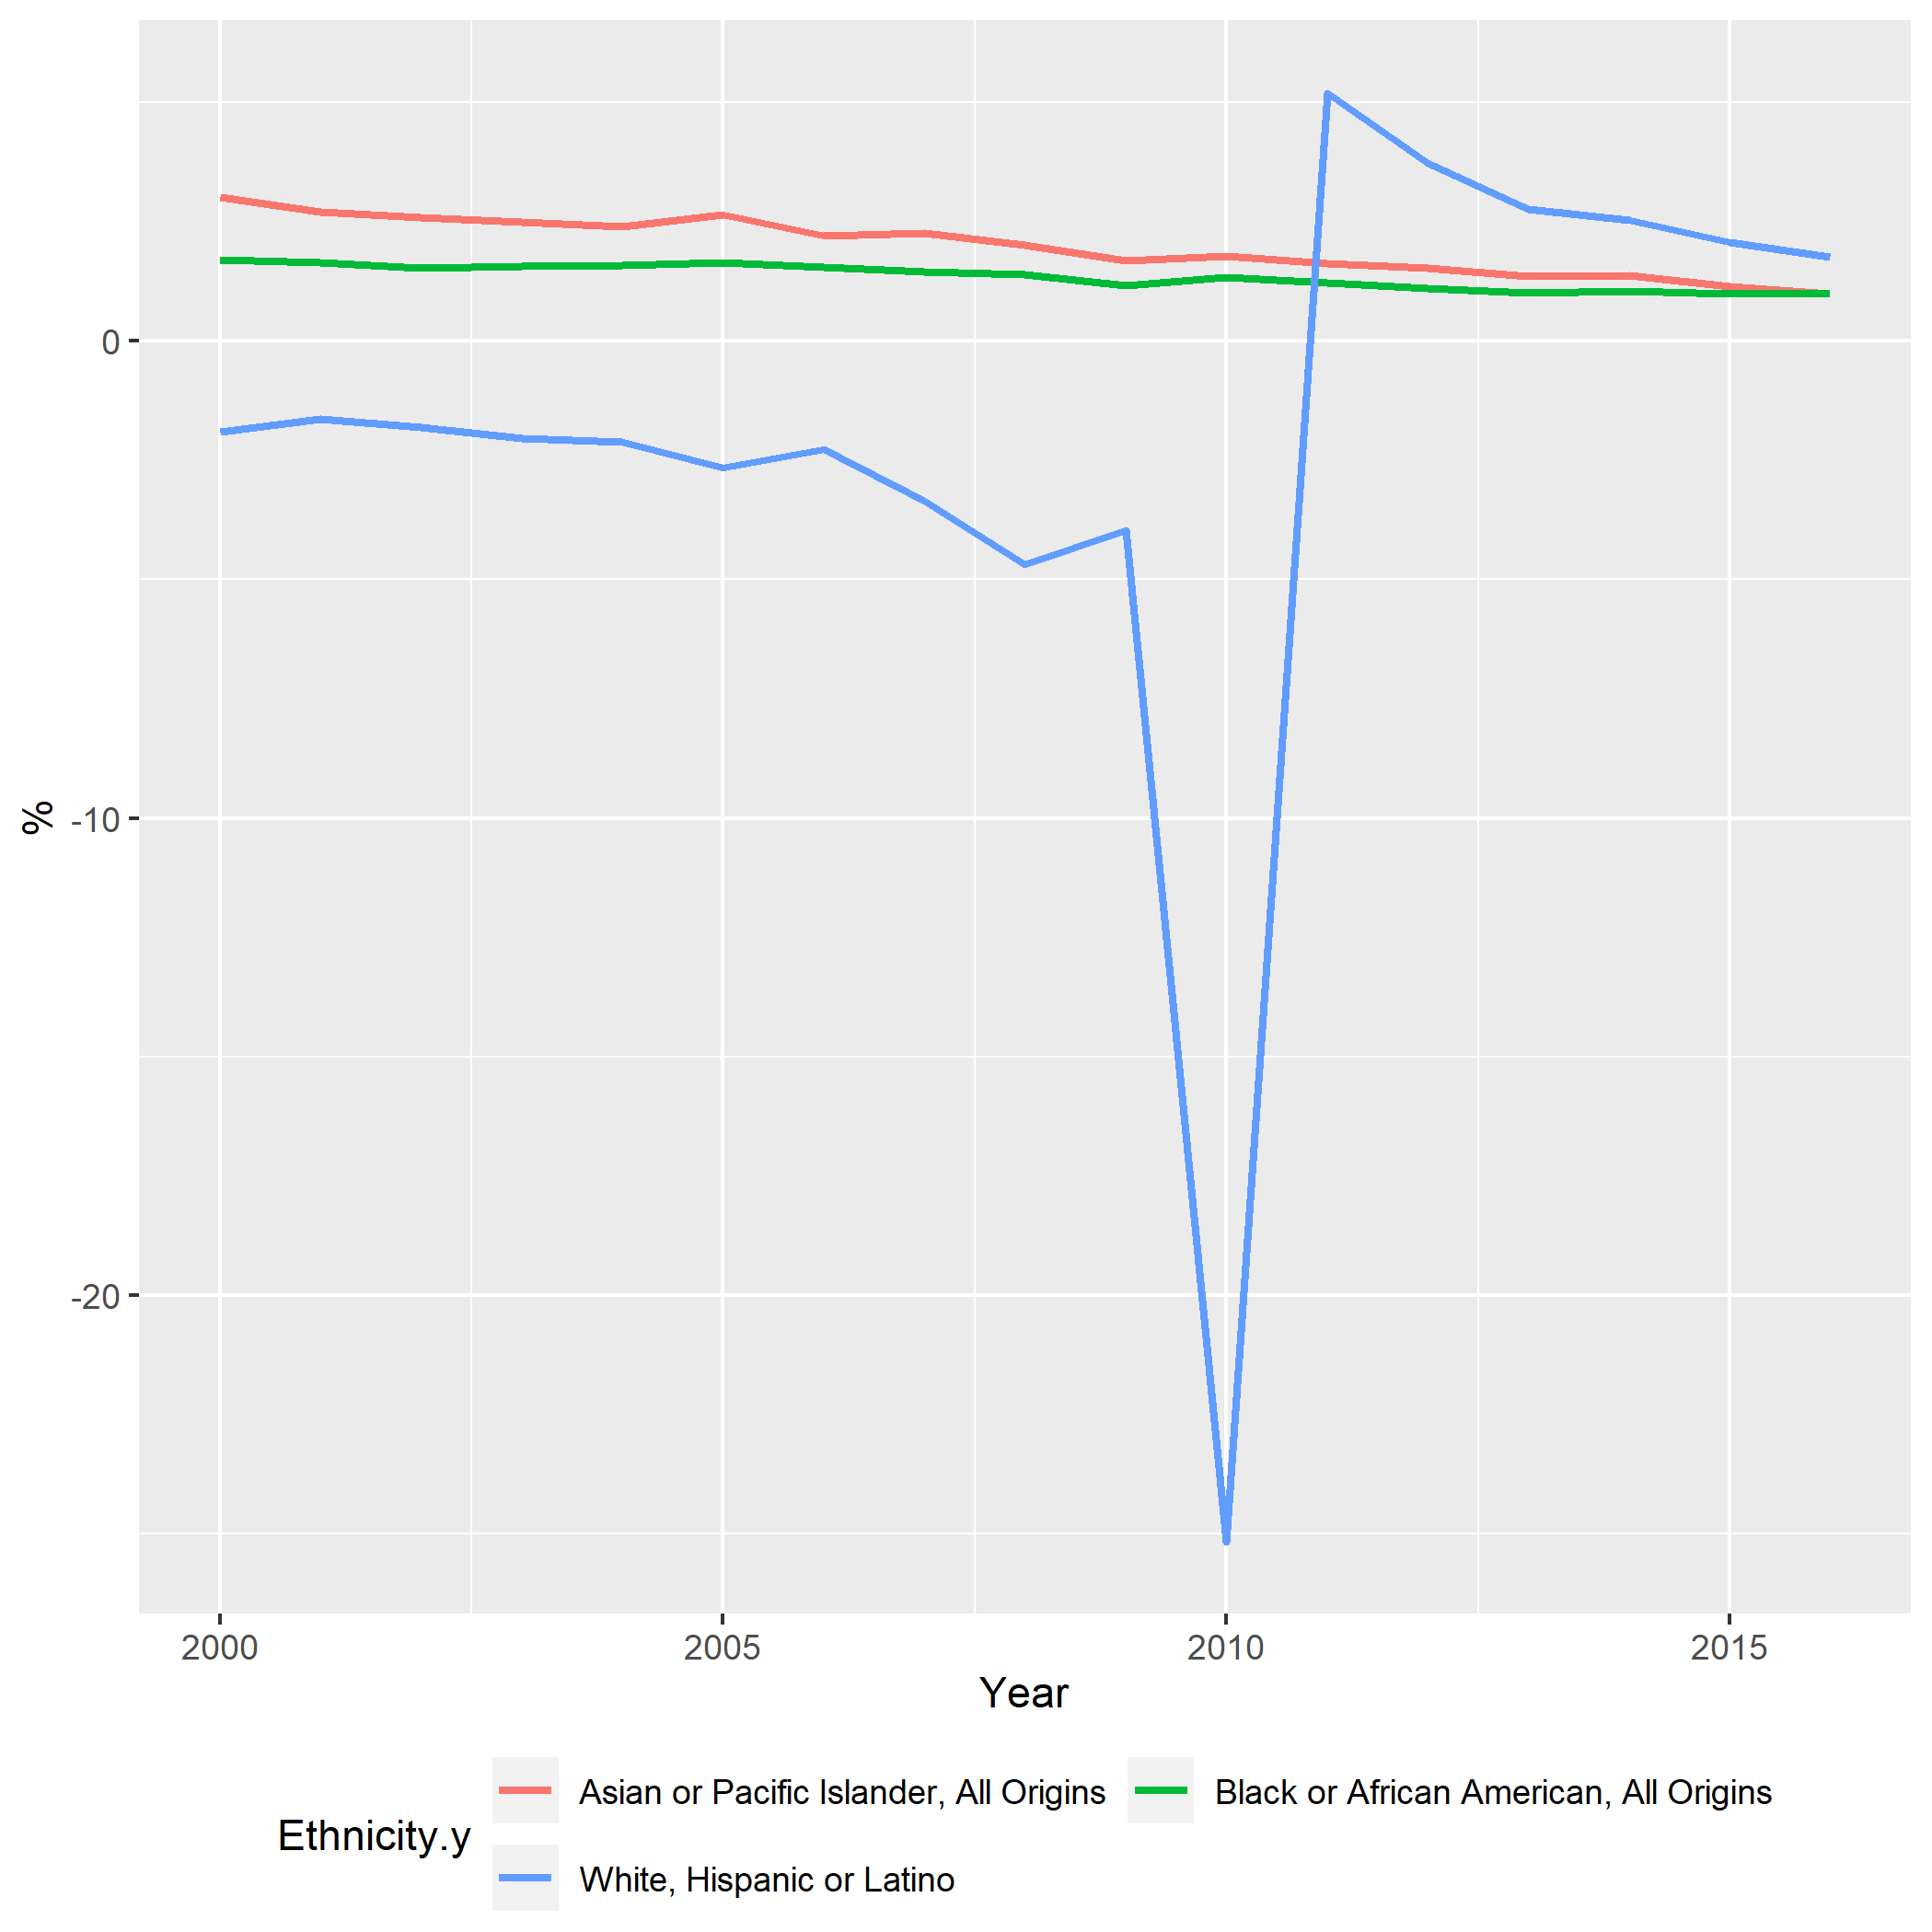 0
-10
-20
%
2000 2005 2010 2015
Year
Ethnicity.y
Asian or Pacific Islander, All Origins Black or African American, All Origins
White, Hispanic or Latino